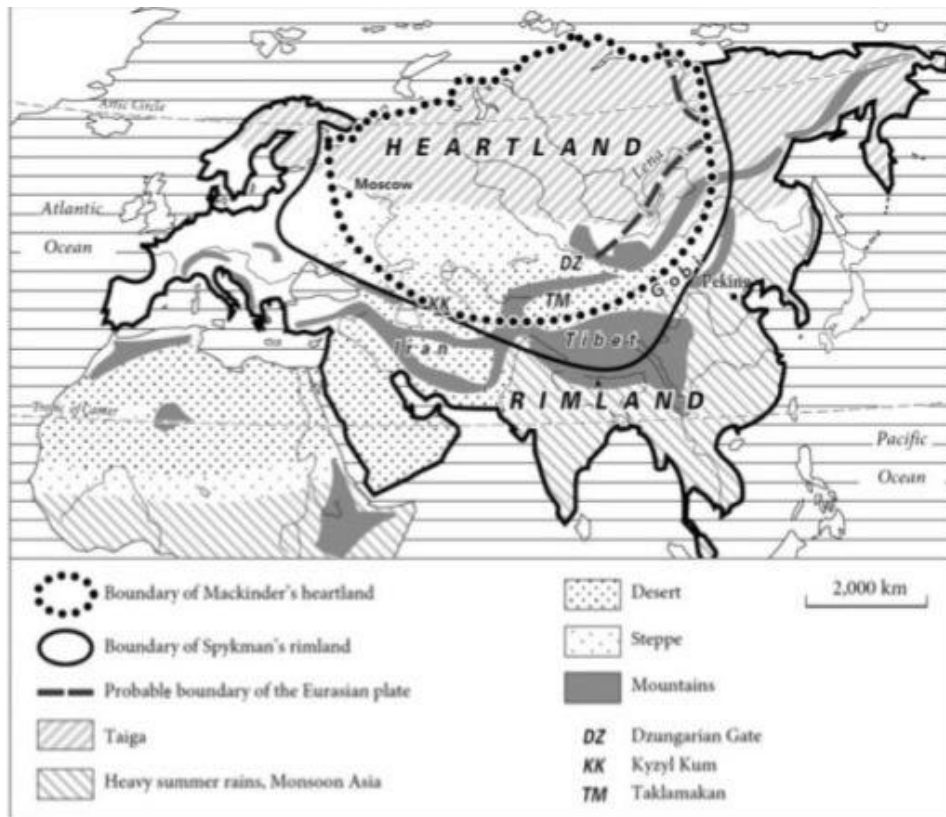 Artic Circle
HEARTLAND
Moscow
Lena
Atlantic
Ocean
DZ
Gobi
Peking
TM
KK
Iran
Tibet
RIMLAND
Pacific
Ocean
Boundary of Mackinder's heartland
Boundary of Spykman's rimland
Probable boundary of the Eurasian plate
Taiga
Heavy summer rains, Monsoon Asia
Desert
Steppe
Mountains
DZ Dzungarian Gate
KK Kyzyl Kum
TM Taklamakan
2,000 km